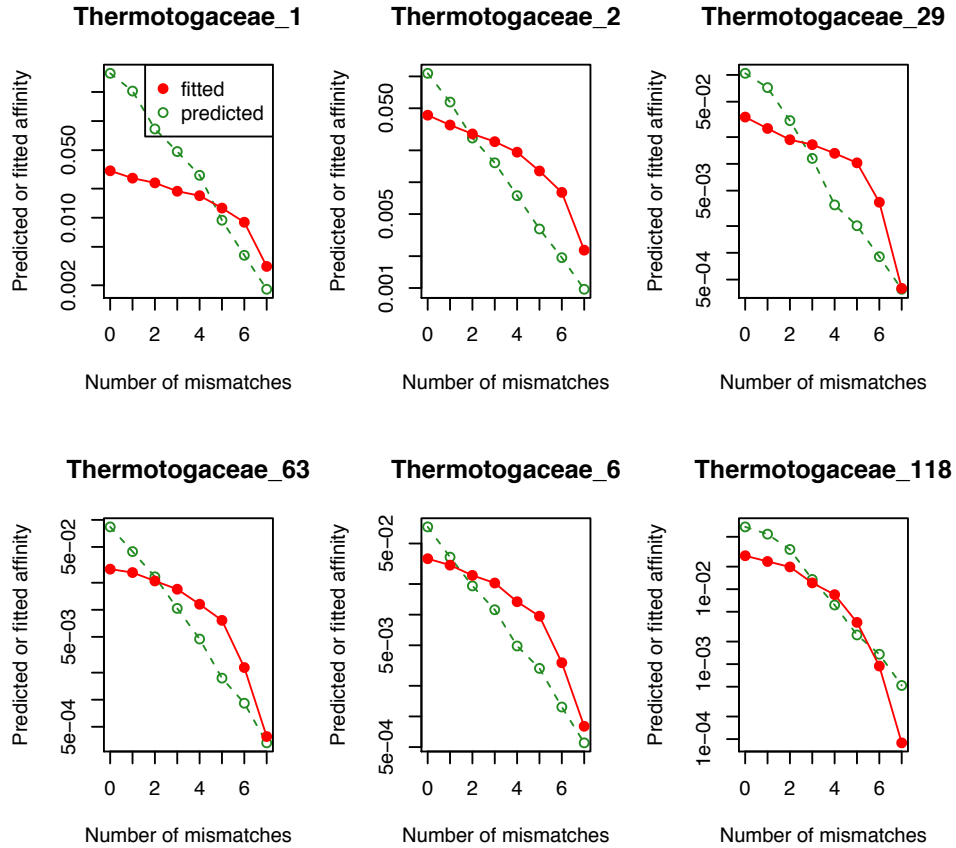 Thermotogaceae_1
Predicted or fitted affinity
0.002 0.010 0.050
fitted
predicted
0 2 4 6
Number of mismatches
Thermotogaceae_2
Predicted or fitted affinity
0.001 0.005 0.050
0 2 4 6
Number of mismatches
Thermotogaceae_29
Predicted or fitted affinity
5e-04 5e-03 5e-02
0 2 4 6
Number of mismatches
Thermotogaceae_63
Predicted or fitted affinity
5e-04 5e-03 5e-02
0 2 4 6
Number of mismatches
Thermotogaceae_6
Predicted or fitted affinity
5e-04 5e-03 5e-02
0 2 4 6
Number of mismatches
Thermotogaceae_118
Predicted or fitted affinity
1e-04 1e-03 1e-02
0 2 4 6
Number of mismatches